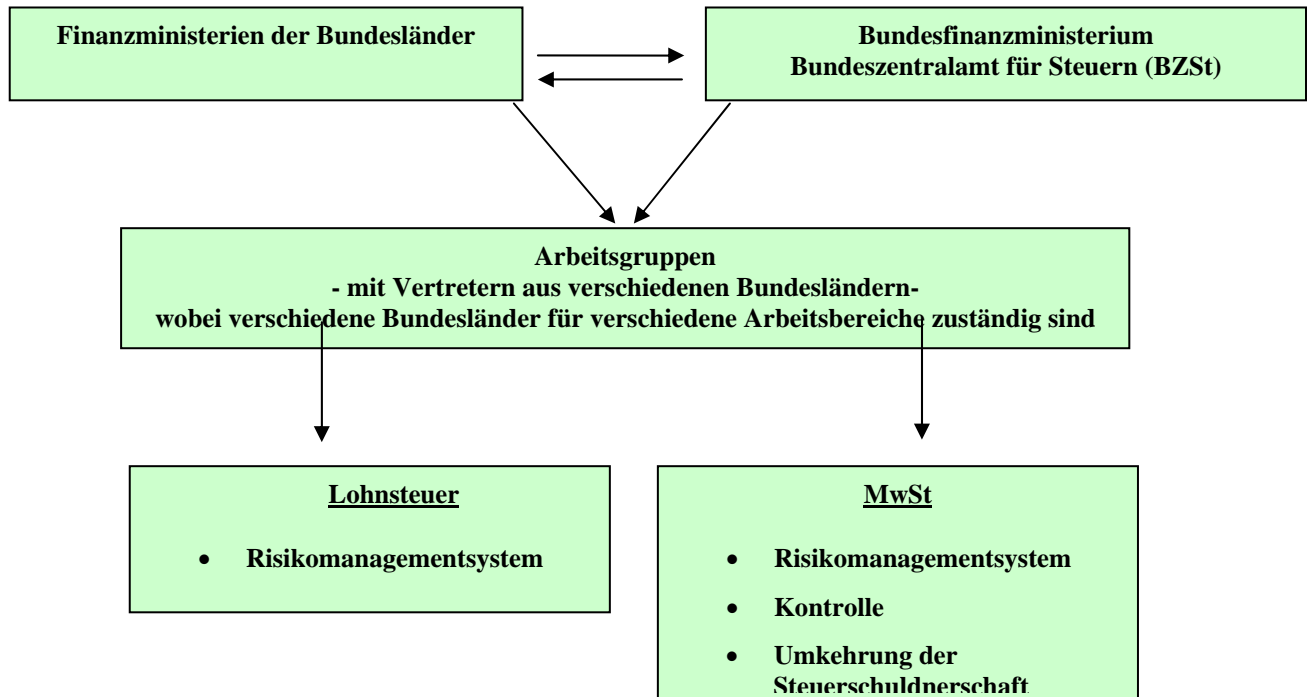 Finanzministerien der Bundesländer
Bundesfinanzministerium
Bundeszentralamt für Steuern (BZSt)
Arbeitsgruppen
- mit Vertretern aus verschiedenen Bundesländern-
wobei verschiedene Bundesländer für verschiedene Arbeitsbereiche zuständig sind
Lohnsteuer
• Risikomanagementsystem
MwSt
• Risikomanagementsystem
• Kontrolle
• Umkehrung der
Steuerschuldnerschaft